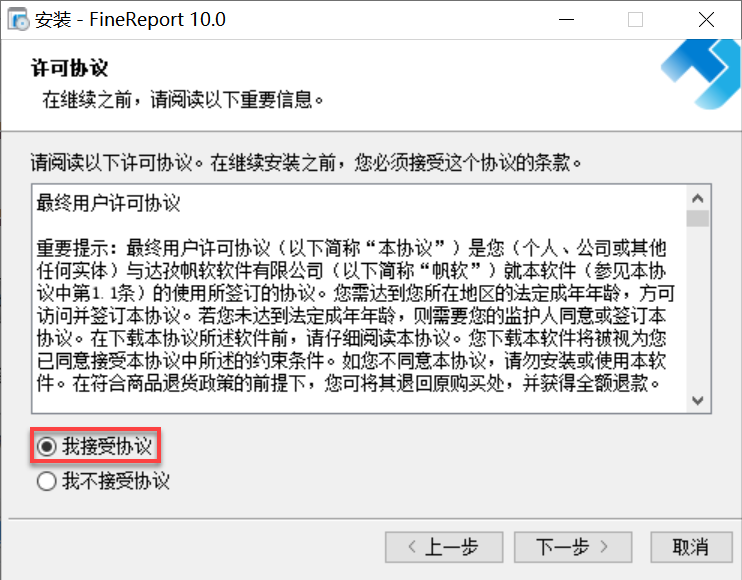 安装 - FineReport 10.0
许可协议
在继续之前，请阅读以下重要信息。
请阅读以下许可协议。在继续安装之前，您必须接受这个协议的条款。
最终用户许可协议
重要提示：最终用户许可协议（以下简称“本协议”）是您（个人、公司或其他
任何实体）与达孜帆软软件有限公司（以下简称“帆软”）就本软件（参见本协
议中第1.1条）的使用所签订的协议。您需达到您所在地区的法定成年年龄，方可
访问并签订本协议。若您未达到法定成年年龄，则需要您的监护人同意或签订本
协议。在下载本协议所述软件前，请仔细阅读本协议。您下载本软件将被视为您
已同意接受本协议中所述的约束条件。如您不同意本协议，请勿安装或使用本软
件。在符合商品退货政策的前提下，您可将其退回原购买处，并获得全额退款。
我接受协议
我不接受协议
< 上一步
下一步 >
取消